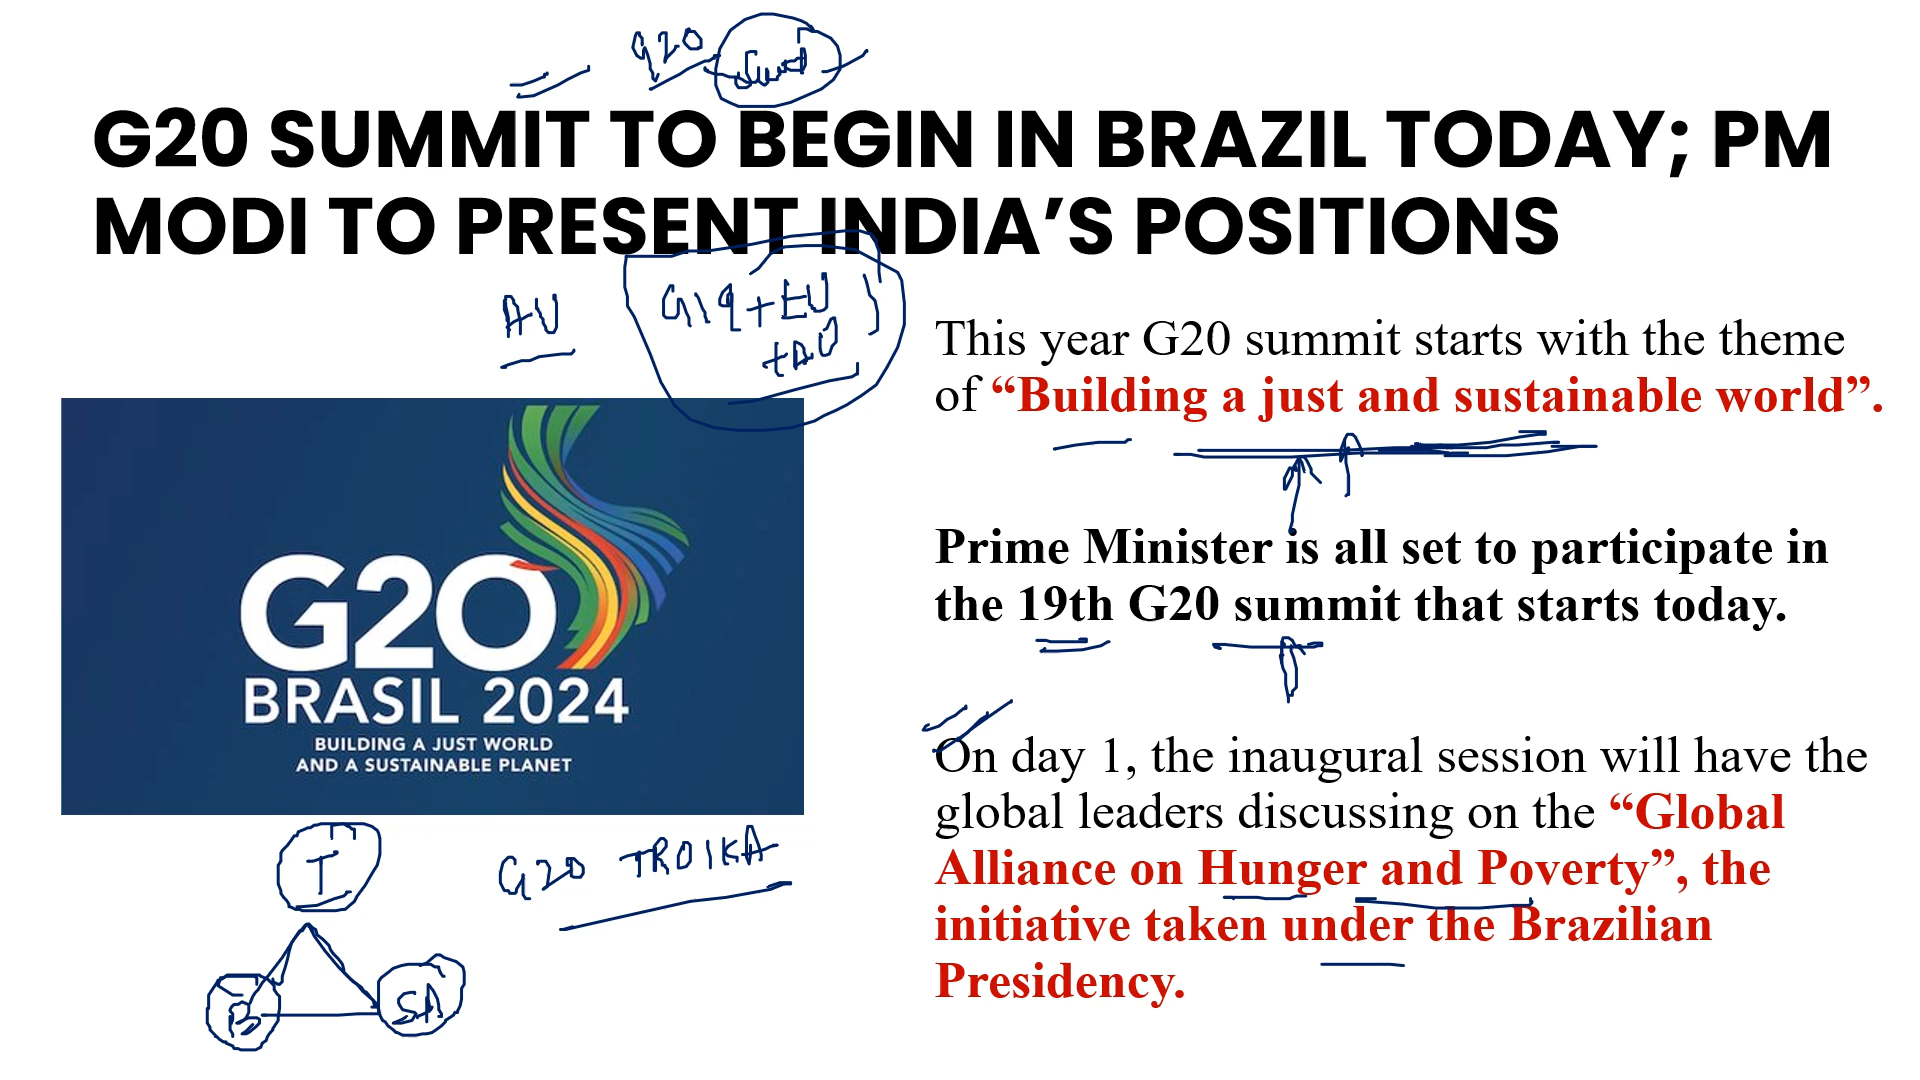 G20
G20 SUMMIT TO BEGIN IN BRAZIL TODAY; PM
MODI TO PRESENT INDIA’S POSITIONS
AU
G19+EU
+AU
This year G20 summit starts with the theme
of “Building a just and sustainable world”.
Prime Minister is all set to participate in
the 19th G20 summit that starts today.
On day 1, the inaugural session will have the
global leaders discussing on the “Global
Alliance on Hunger and Poverty”, the
initiative taken under the Brazilian
Presidency.
G20
BRASIL 2024
BUILDING A JUST WORLD
AND A SUSTAINABLE PLANET
T
G20 TROIKA
B
SA